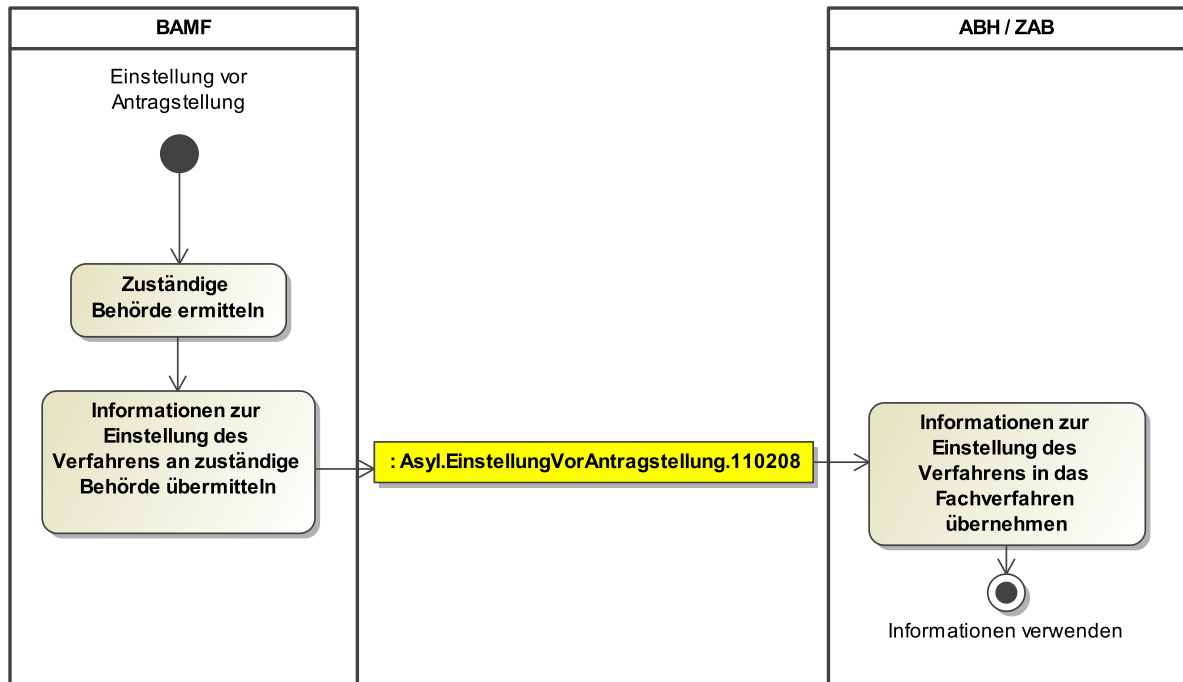 BAMF
ABH / ZAB
Einstellung vor
Antragstellung
Zuständige
Behörde ermitteln
Informationen zur
Einstellung des
Verfahrens an zuständige
Behörde übermitteln
: Asyl.EinstellungVorAntragstellung.110208
Informationen zur
Einstellung des
Verfahrens in das
Fachverfahren
übernehmen
Informationen verwenden